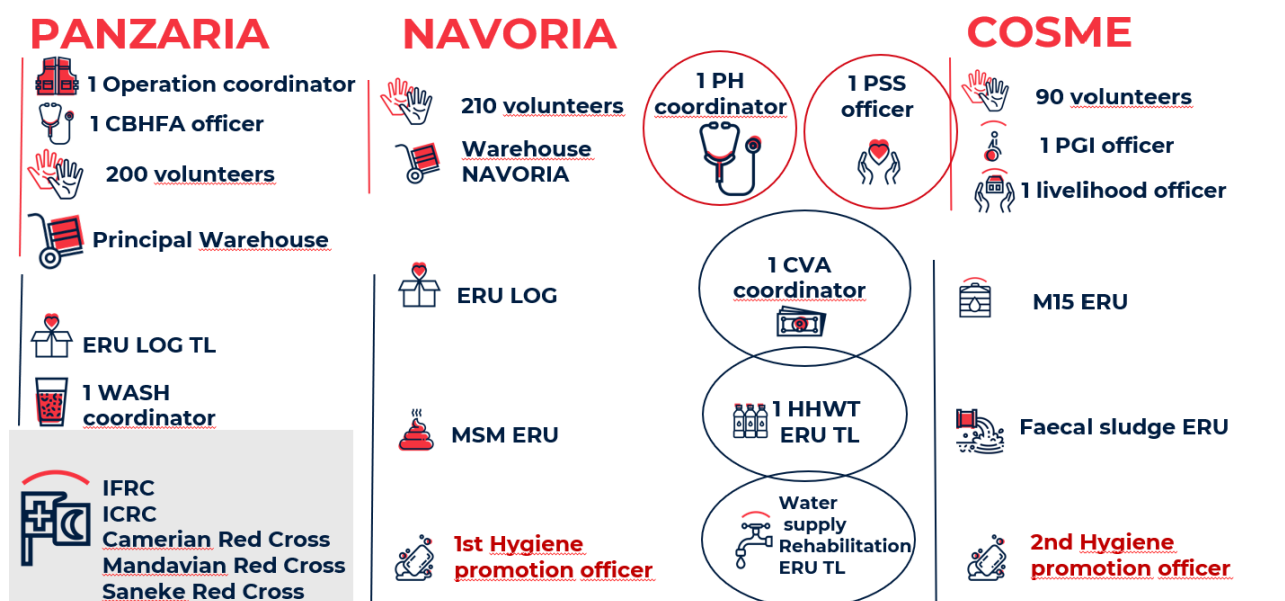 PANZARIA
1 Operation coordinator
1 CBHFA officer
200 volunteers
Principal Warehouse
ERU LOG TL
1 WASH
coordinator
IFRC
ICRC
Camerian Red Cross
Mandavian Red Cross
Saneke Red Cross
NAVORIA
210 volunteers
Warehouse
NAVORIA
ERU LOG
MSM ERU
1st Hygiene
promotion officer
1 PH
coordinator
1 PSS
officer
1 CVA
coordinator
1 HHWT
ERU TL
Water
supply
Rehabilitation
ERU TL
COSME
90 volunteers
1 PGI officer
1 livelihood officer
M15 ERU
Faecal sludge ERU
2nd Hygiene
promotion officer